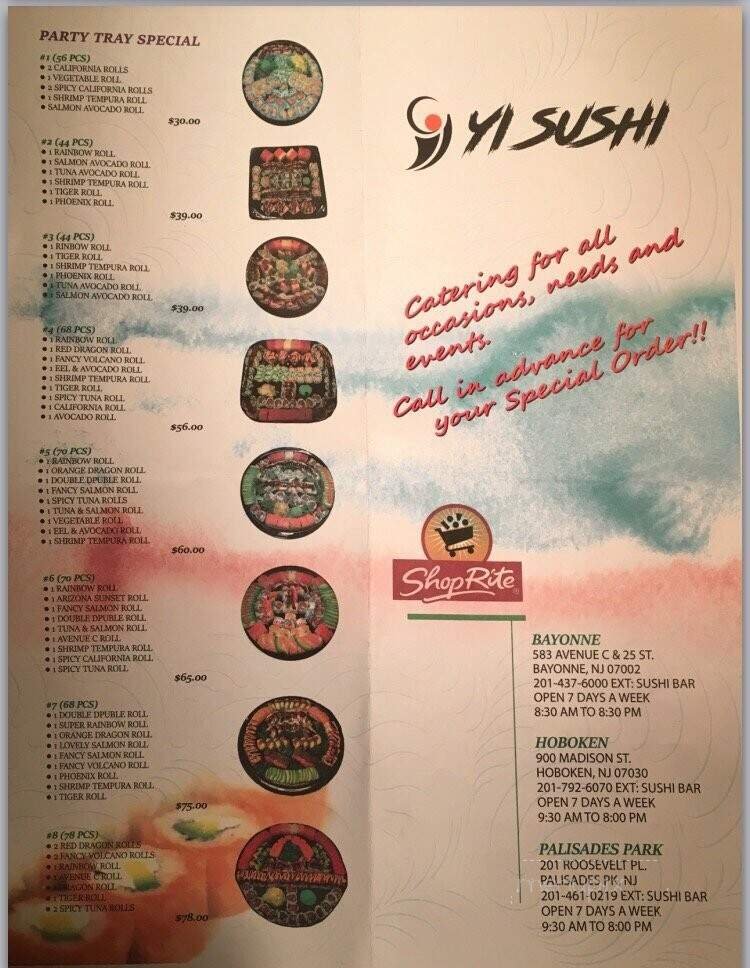 PARTY TRAY SPECIAL
#1 (56 PCS)
• 2 CALIFORNIA ROLLS
• 1 VEGETABLE ROLL
• 2 SPICY CALIFORNIA ROLLS
• 1 SHRIMP TEMPURA ROLL
• SALMON AVOCADO ROLL
$30.00
#2 (44 PCS)
• 1 RAINBOW ROLL
• 1 SALMON AVOCADO ROLL
• 1 TUNA AVOCADO ROLL
• 1 SHRIMP TEMPURA ROLL
• 1 TIGER ROLL
• 1 PHOENIX ROLL
$39.00
#3 (44 PCS)
• 1 RINBOW ROLL
• 1 TIGER ROLL
• 1 SHRIMP TEMPURA ROLL
• 1 PHOENIX ROLL
• 1 TUNA AVOCADO ROLL
• 1 SALMON AVOCADO ROLL
$39.00
#4 (68 PCS)
• 1 RAINBOW ROLL
• 1 RED DRAGON ROLL
• 1 FANCY VOLCANO ROLL
• 1 EEL & AVOCADO ROLL
• 1 SHRIMP TEMPURA ROLL
• 1 TIGER ROLL
• 1 SPICY TUNA ROLL
• 1 CALIFORNIA ROLL
• 1 AVOCADO ROLL
$56.00
#5 (70 PCS)
• 1 RAINBOW ROLL
• 1 ORANGE DRAGON ROLL
• 1 DOUBLE DPUBLE ROLL
• 1 FANCY SALMON ROLL
• 1 SPICY TUNA ROLLS
• 1 TUNA & SALMON ROLL
• 1 VEGETABLE ROLL
• 1 EEL & AVOCADO ROLL
• 1 SHRIMP TEMPURA ROLL
$60.00
#6 (70 PCS)
• 1 RAINBOW ROLL
• 1 ARIZONA SUNSET ROLL
• 1 FANCY SALMON ROLL
• 1 DOUBLE DPUBLE ROLL
• 1 TUNA & SALMON ROLL
• 1 AVENUE C ROLL
• 1 SHRIMP TEMPURA ROLL
• 1 SPICY CALIFORNIA ROLL
• 1 SPICY TUNA ROLL
$65.00
#7 (68 PCS)
• 1 DOUBLE DPUBLE ROLL
• 1 SUPER RAINBOW ROLL
• 1 ORANGE DRAGON ROLL
• 1 LOVELY SALMON ROLL
• 1 FANCY SALMON ROLL
• 1 FANCY VOLCANO ROLL
• 1 PHOENIX ROLL
• 1 SHRIMP TEMPURA ROLL
• 1 TIGER ROLL
$75.00
#8 (78 PCS)
• 2 RED DRAGON ROLLS
• 2 FANCY VOLCANO ROLLS
• 1 RAINBOW ROLL
• 1 AVENUE C ROLL
• DRAGON ROLL
• 1 TIGER ROLL
• 2 SPICY TUNA ROLLS
$78.00
YI SUSHI
Catering for all
occasions, needs and
events.
Call in advance for
your Special Order!!
ShopRite
BAYONNE
583 AVENUE C & 25 ST.
BAYONNE, NJ 07002
201-437-6000 EXT: SUSHI BAR
OPEN 7 DAYS A WEEK
8:30 AM TO 8:30 PM
HOBOKEN
900 MADISON ST.
HOBOKEN, NJ 07030
201-792-6070 EXT: SUSHI BAR
OPEN 7 DAYS A WEEK
9:30 AM TO 8:00 PM
PALISADES PARK
201 ROOSEVELT PL.
PALISADES PK, NJ
201-461-0219 EXT: SUSHI BAR
OPEN 7 DAYS A WEEK
9:30 AM TO 8:00 PM